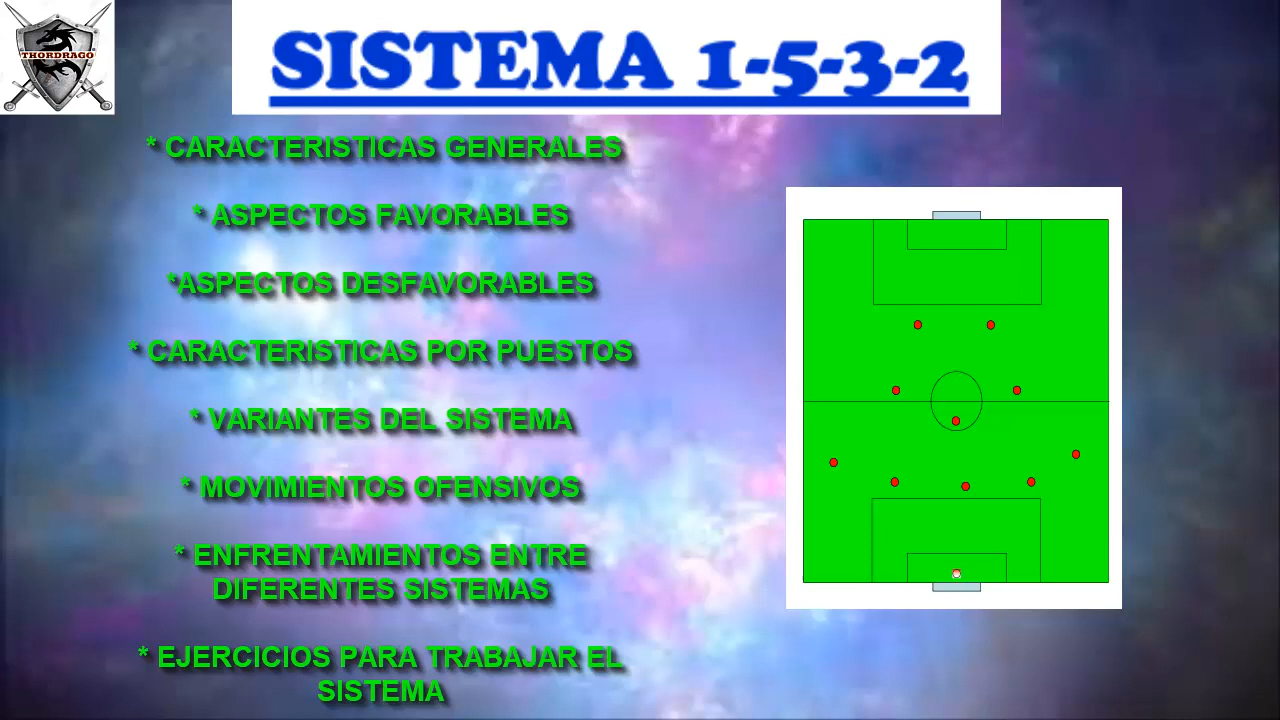 THORDRAGO
SISTEMA 1-5-3-2
* CARACTERISTICAS GENERALES
* ASPECTOS FAVORABLES
*ASPECTOS DESFAVORABLES
* CARACTERISTICAS POR PUESTOS
* VARIANTES DEL SISTEMA
* MOVIMIENTOS OFENSIVOS
* ENFRENTAMIENTOS ENTRE
DIFERENTES SISTEMAS
* EJERCICIOS PARA TRABAJAR EL
SISTEMA